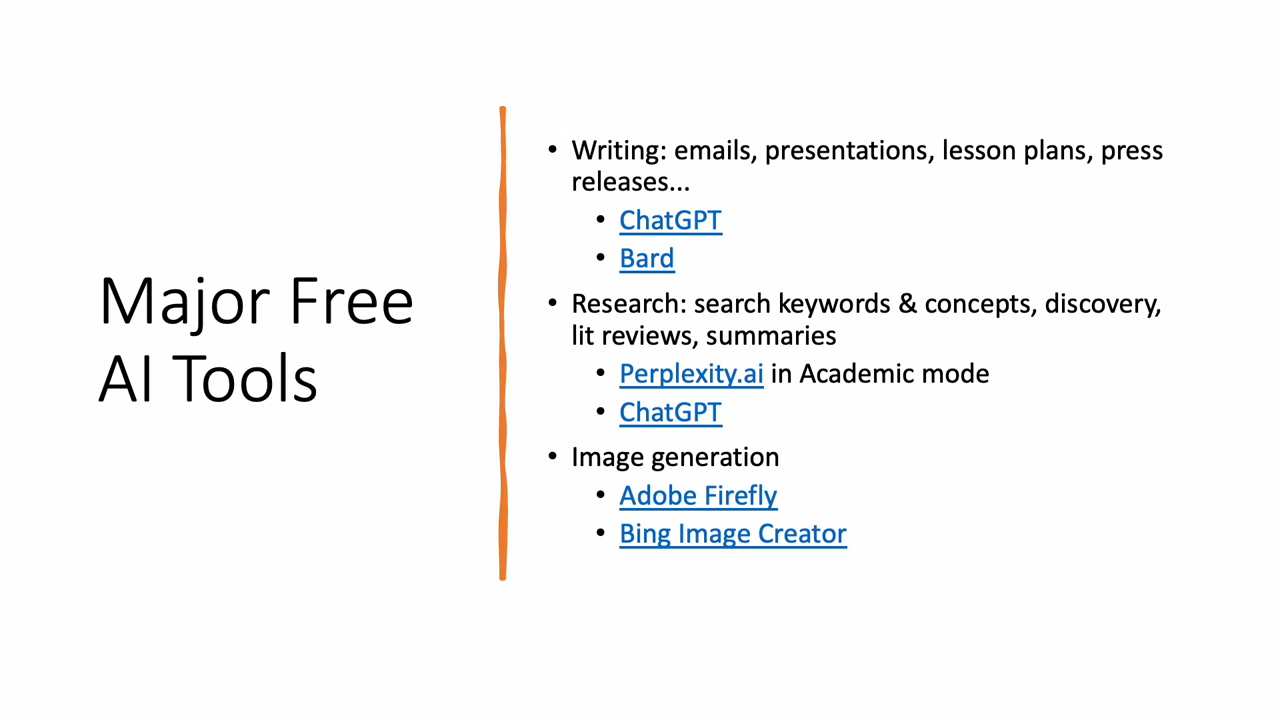 Major Free
AI Tools
• Writing: emails, presentations, lesson plans, press
releases...
• ChatGPT
• Bard
• Research: search keywords & concepts, discovery,
lit reviews, summaries
• Perplexity.ai in Academic mode
• ChatGPT
• Image generation
• Adobe Firefly
• Bing Image Creator